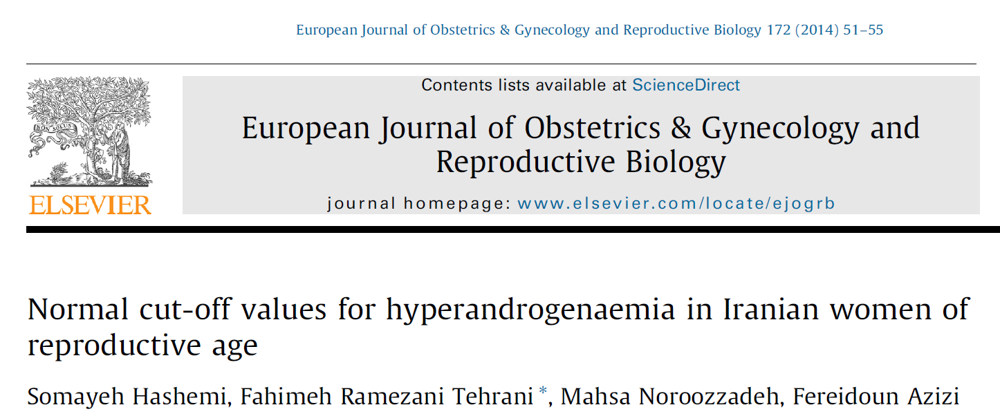 European Journal of Obstetrics & Gynecology and Reproductive Biology 172 (2014) 51–55
Contents lists available at ScienceDirect
European Journal of Obstetrics & Gynecology and
Reproductive Biology
journal homepage: www.elsevier.com/locate/ejogrb
NON SOLUS
ELSEVIER
Normal cut-off values for hyperandrogenaemia in Iranian women of
reproductive age
Somayeh Hashemi, Fahimeh Ramezani Tehrani *, Mahsa Noroozzadeh, Fereidoun Azizi